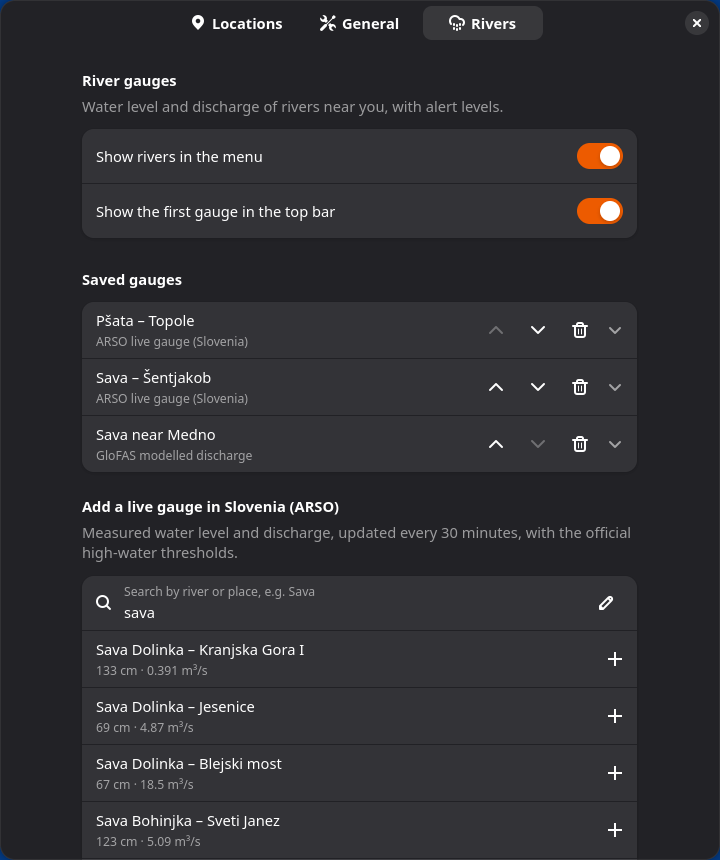 Locations
General
Rivers
River gauges
Water level and discharge of rivers near you, with alert levels.
Show rivers in the menu
Show the first gauge in the top bar
Saved gauges
Pšata – Topole
ARSO live gauge (Slovenia)
Sava – Šentjakob
ARSO live gauge (Slovenia)
Sava near Medno
GloFAS modelled discharge
Add a live gauge in Slovenia (ARSO)
Measured water level and discharge, updated every 30 minutes, with the official
high-water thresholds.
Search by river or place, e.g. Sava
sava
Sava Dolinka – Kranjska Gora I
133 cm · 0.391 m³/s
Sava Dolinka – Jesenice
69 cm · 4.87 m³/s
Sava Dolinka – Blejski most
67 cm · 18.5 m³/s
Sava Bohinjka – Sveti Janez
123 cm · 5.09 m³/s